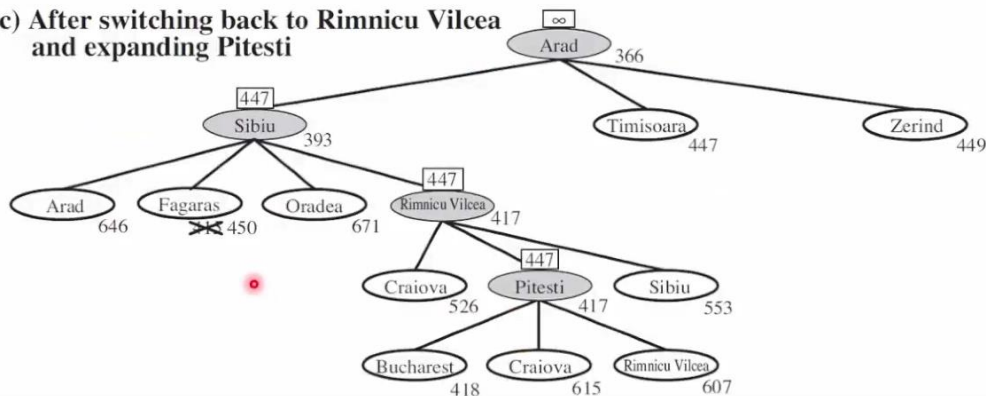 c) After switching back to Rimnicu Vilcea
and expanding Pitesti
∞
Arad
366
447
Sibiu
393
Timisoara
447
Zerind
449
Arad
646
Fagaras
450
Oradea
671
447
Rimnicu Vilcea
417
Craiova
526
447
Pitesti
417
Sibiu
553
Bucharest
418
Craiova
615
Rimnicu Vilcea
607